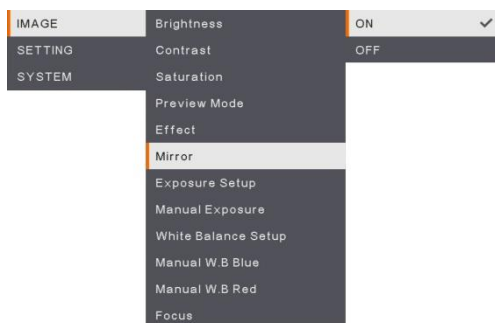 IMAGE
SETTING
SYSTEM
Brightness
Contrast
Saturation
Preview Mode
Effect
Mirror
Exposure Setup
Manual Exposure
White Balance Setup
Manual W.B Blue
Manual W.B Red
Focus
ON
OFF